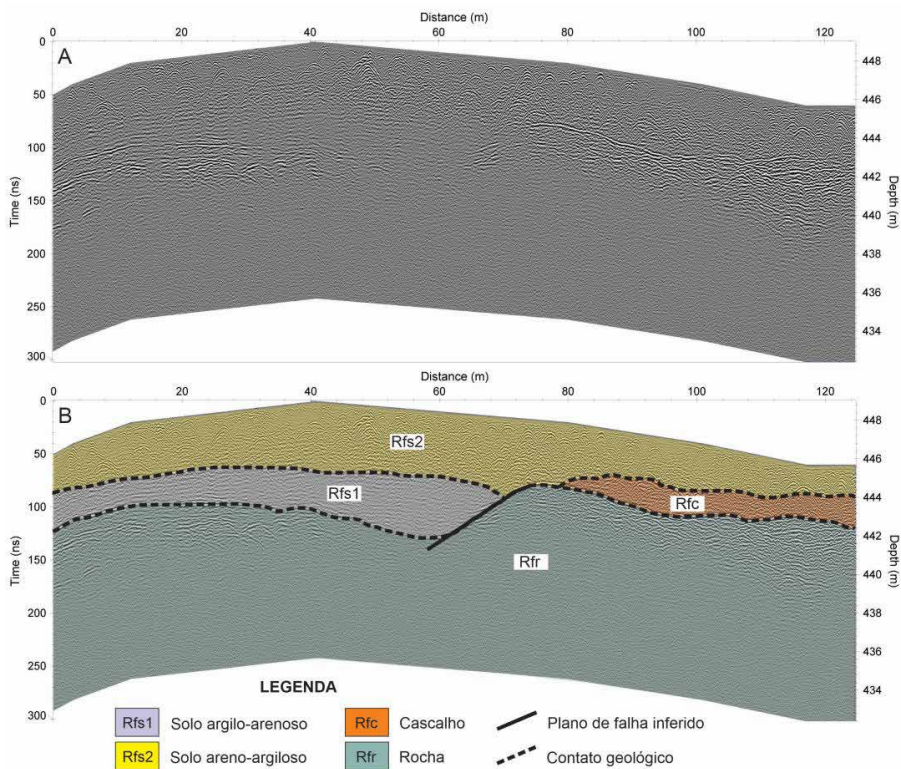 Distance (m)
0 20 40 60 80 100 120
A
0
50
100
150
200
250
300
Time (ns)
448
446
444
442
440
438
436
434
Depth (m)
Distance (m)
0 20 40 60 80 100 120
B
0
50
100
150
200
250
300
Time (ns)
448
446
444
442
440
438
436
434
Depth (m)
Rfs2
Rfs1
Rfc
Rfr
LEGENDA
Rfs1 Solo argilo-arenoso Rfc Cascalho Plano de falha inferido
Rfs2 Solo areno-argiloso Rfr Rocha Contato geológico